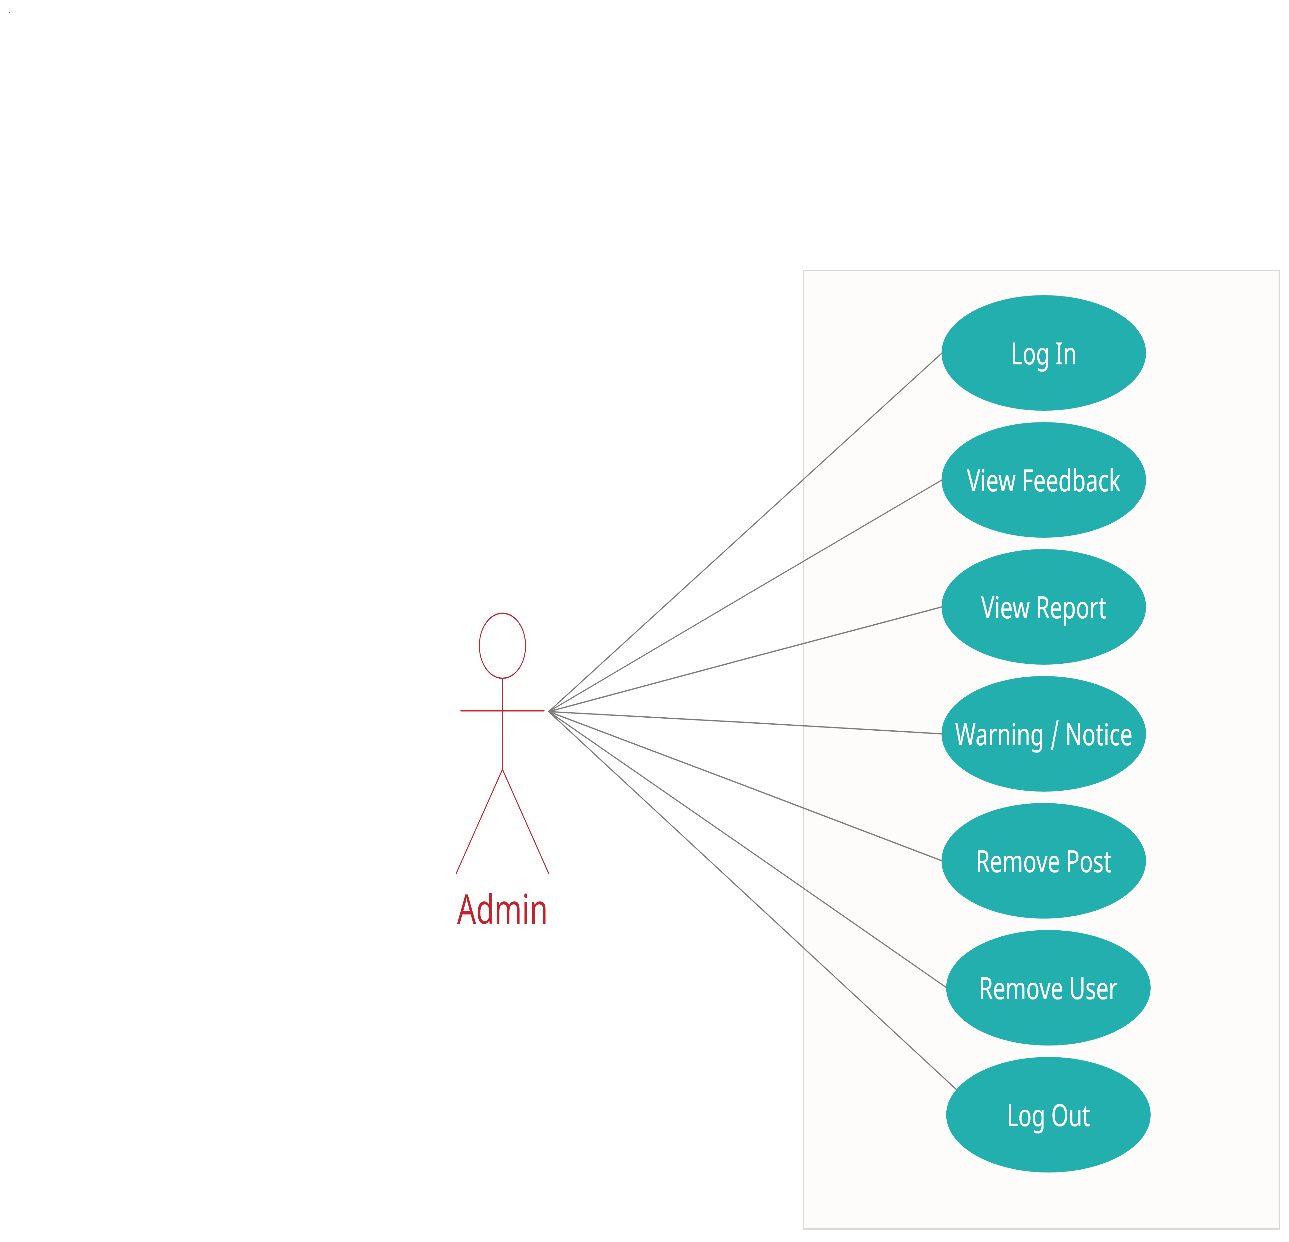 Log In
View Feedback
View Report
Warning / Notice
Remove Post
Admin
Remove User
Log Out